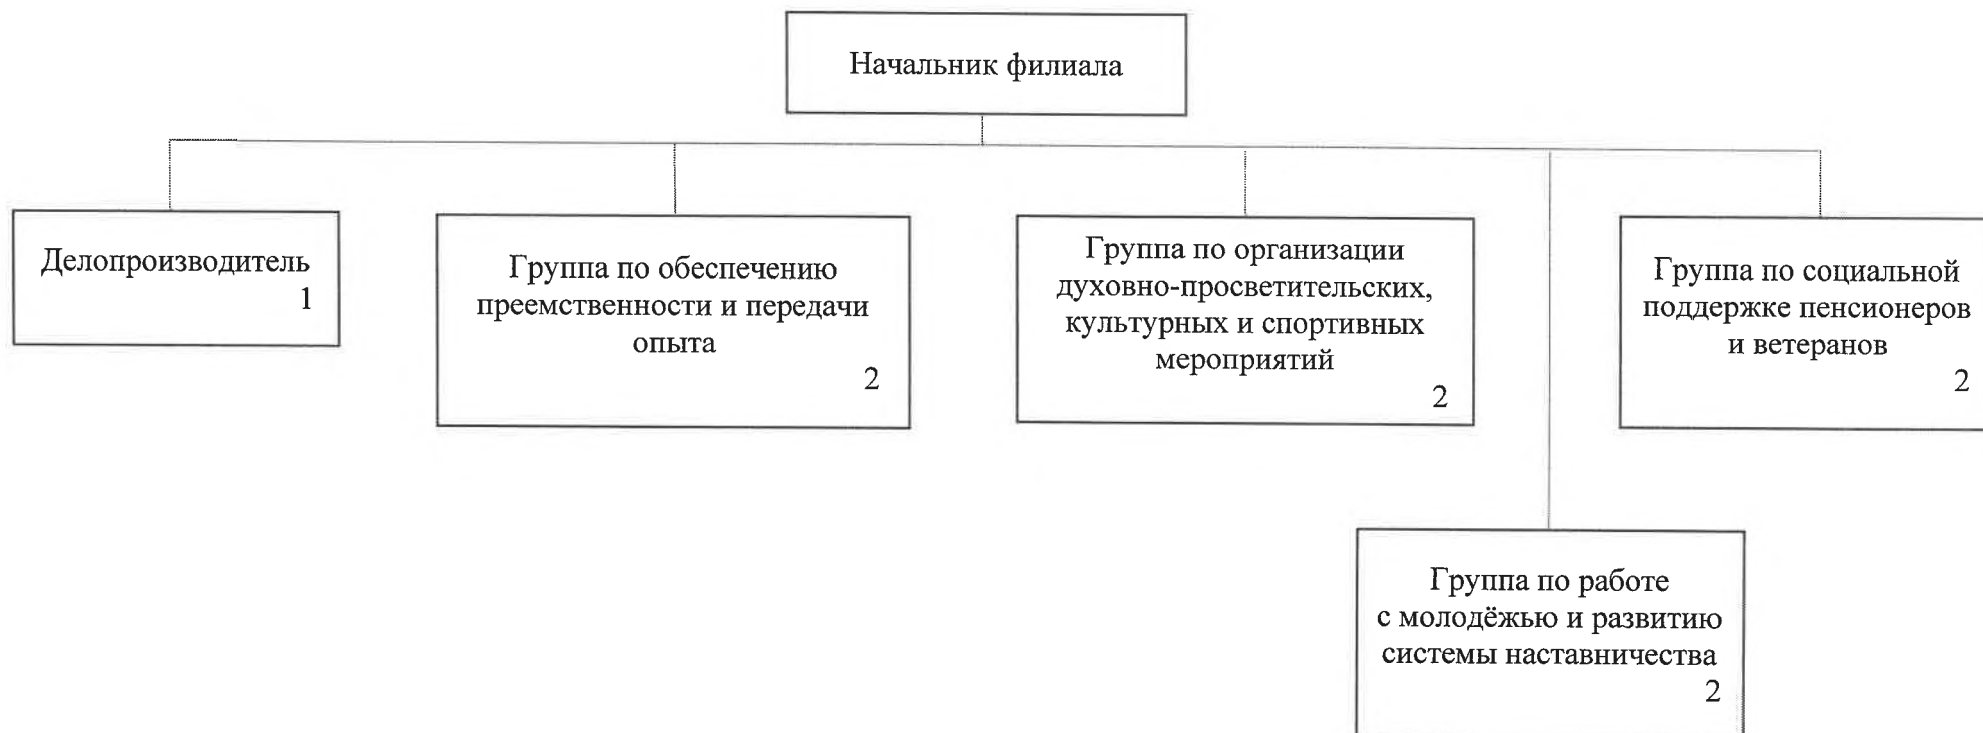 Начальник филиала
Делопроизводитель
1
Группа по обеспечению
преемственности и передачи
опыта
2
Группа по организации
духовно-просветительских,
культурных и спортивных
мероприятий
2
Группа по социальной
поддержке пенсионеров
и ветеранов
2
Группа по работе
с молодёжью и развитию
системы наставничества
2